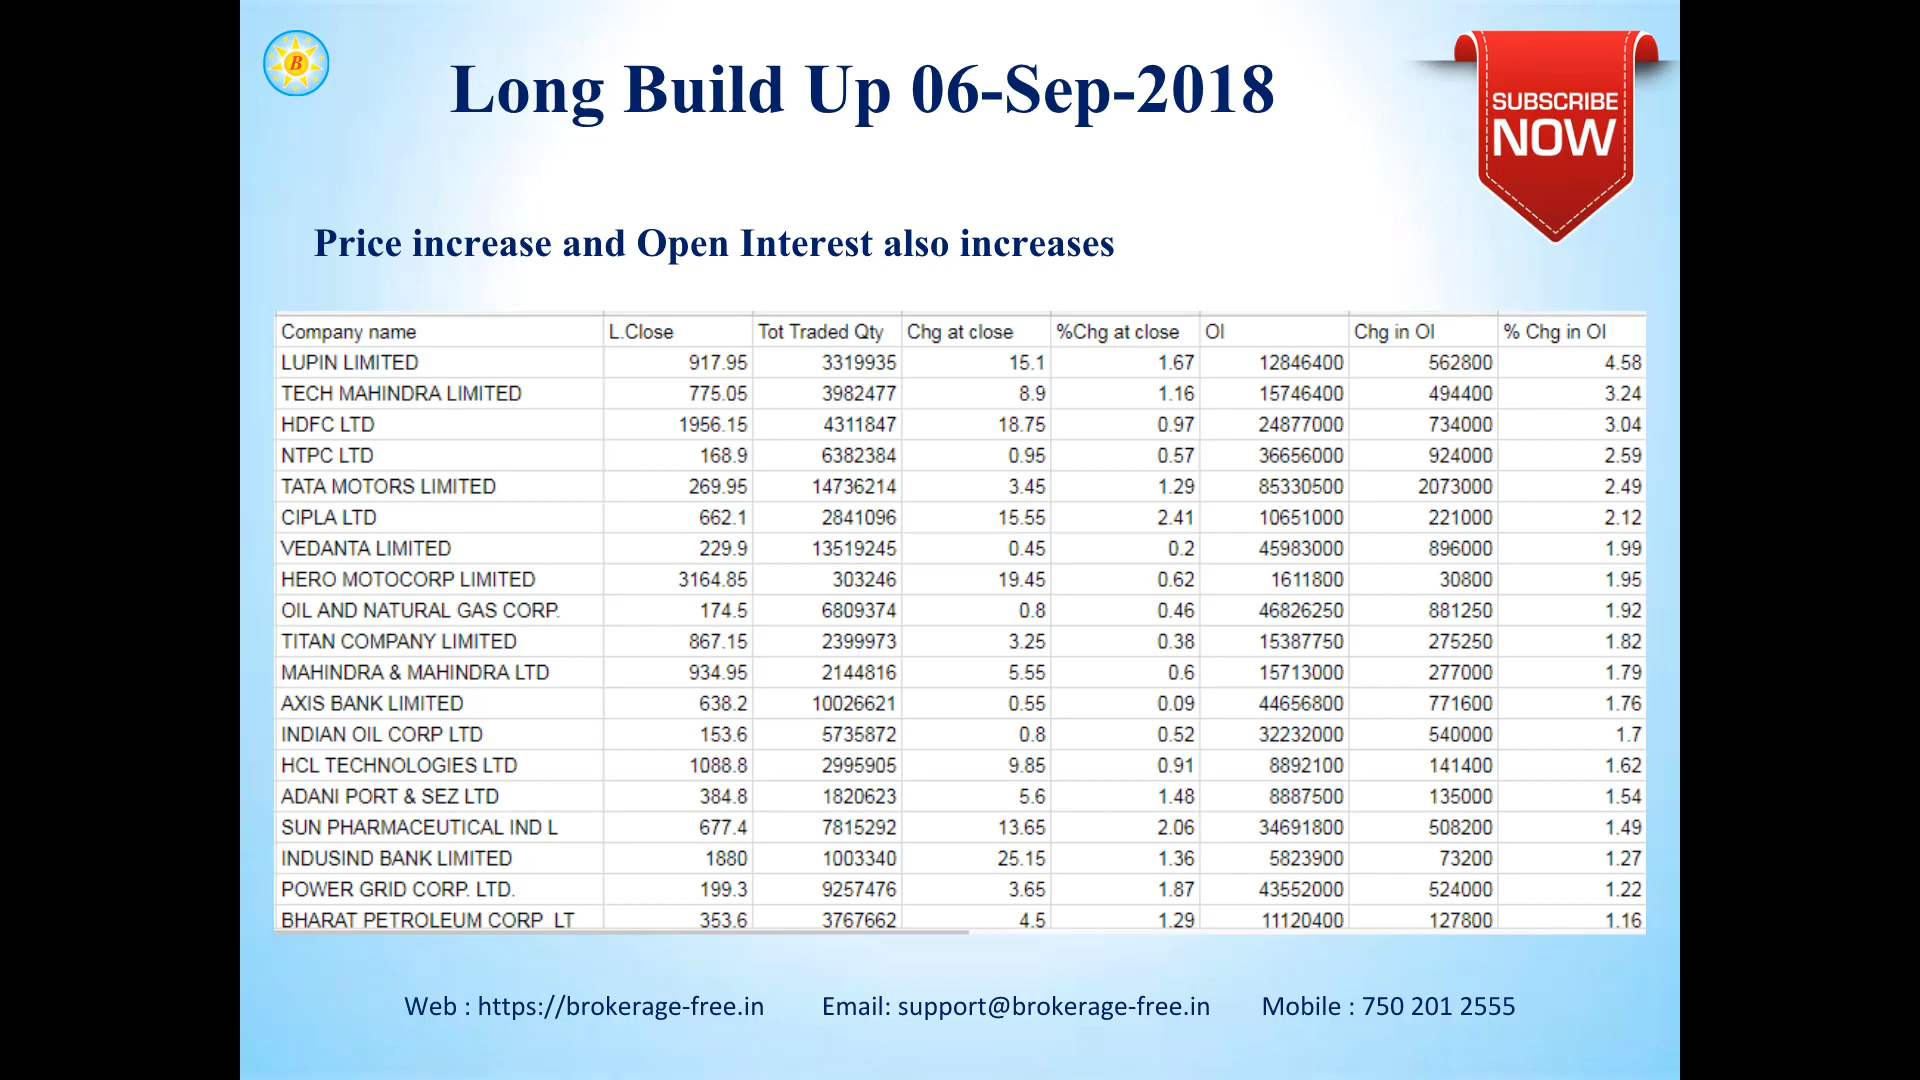 B
Long Build Up 06-Sep-2018
SUBSCRIBE
NOW
Price increase and Open Interest also increases
Company name L.Close Tot Traded Qty Chg at close %Chg at close OI Chg in OI % Chg in OI
LUPIN LIMITED 917.95 3319935 15.1 1.67 12846400 562800 4.58
TECH MAHINDRA LIMITED 775.05 3982477 8.9 1.16 15746400 494400 3.24
HDFC LTD 1956.15 4311847 18.75 0.97 24877000 734000 3.04
NTPC LTD 168.9 6382384 0.95 0.57 36656000 924000 2.59
TATA MOTORS LIMITED 269.95 14736214 3.45 1.29 85330500 2073000 2.49
CIPLA LTD 662.1 2841096 15.55 2.41 10651000 221000 2.12
VEDANTA LIMITED 229.9 13519245 0.45 0.2 45983000 896000 1.99
HERO MOTOCORP LIMITED 3164.85 303246 19.45 0.62 1611800 30800 1.95
OIL AND NATURAL GAS CORP. 174.5 6809374 0.8 0.46 46826250 881250 1.92
TITAN COMPANY LIMITED 867.15 2399973 3.25 0.38 15387750 275250 1.82
MAHINDRA & MAHINDRA LTD 934.95 2144816 5.55 0.6 15713000 277000 1.79
AXIS BANK LIMITED 638.2 10026621 0.55 0.09 44656800 771600 1.76
INDIAN OIL CORP LTD 153.6 5735872 0.8 0.52 32232000 540000 1.7
HCL TECHNOLOGIES LTD 1088.8 2995905 9.85 0.91 8892100 141400 1.62
ADANI PORT & SEZ LTD 384.8 1820623 5.6 1.48 8887500 135000 1.54
SUN PHARMACEUTICAL IND L 677.4 7815292 13.65 2.06 34691800 508200 1.49
INDUSIND BANK LIMITED 1880 1003340 25.15 1.36 5823900 73200 1.27
POWER GRID CORP. LTD. 199.3 9257476 3.65 1.87 43552000 524000 1.22
BHARAT PETROLEUM CORP LT 353.6 3767662 4.5 1.29 11120400 127800 1.16
Web : https://brokerage-free.in Email: support@brokerage-free.in Mobile : 750 201 2555